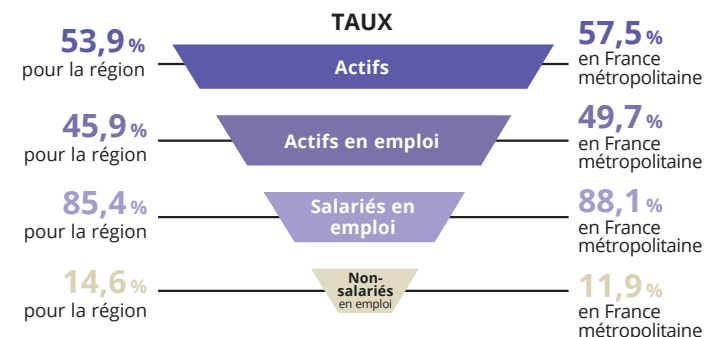 TAUX
53,9 %
pour la région
Actifs
57,5 %
en France
métropolitaine
45,9 %
pour la région
Actifs en emploi
49,7 %
en France
métropolitaine
85,4 %
pour la région
Salariés en
emploi
88,1 %
en France
métropolitaine
14,6 %
pour la région
Non-
salariés
en emploi
11,9 %
en France
métropolitaine